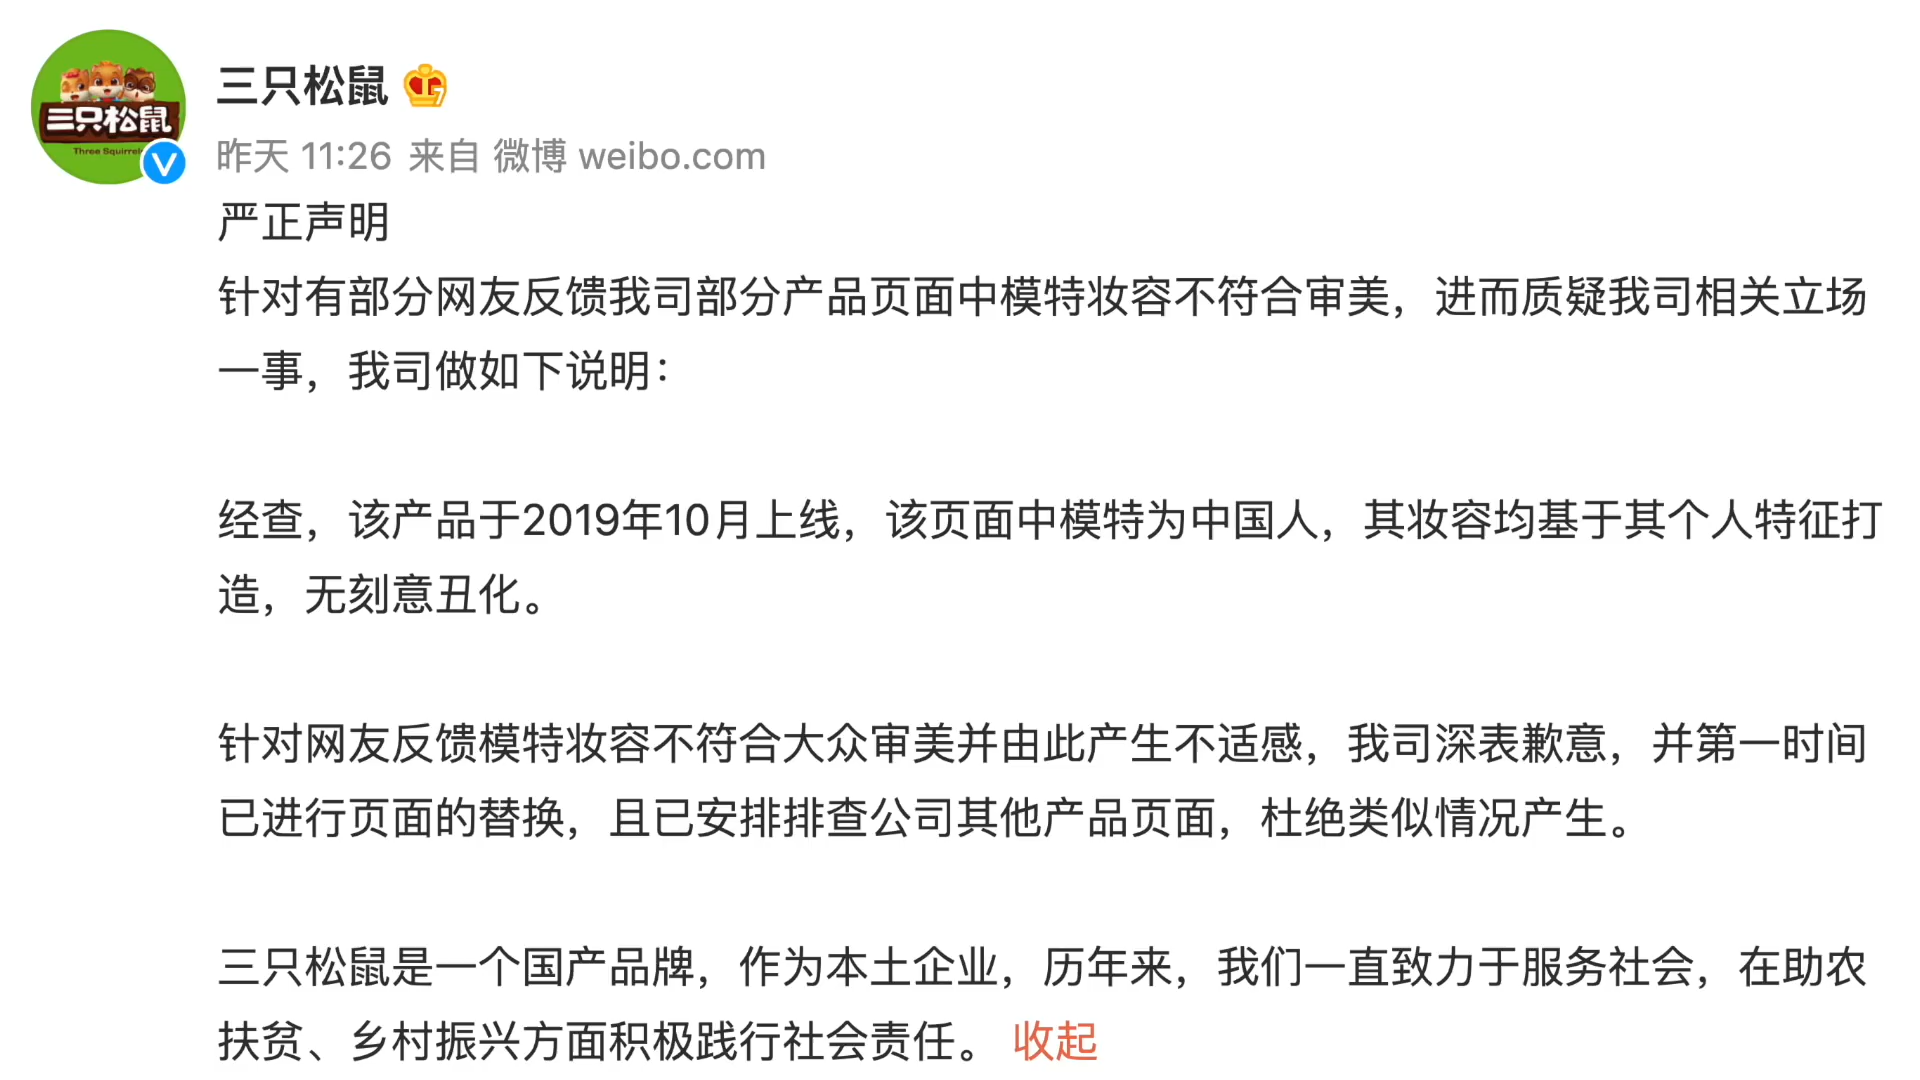 三只松鼠
三只松鼠
Three Squirrels
昨天 11:26 来自 微博 weibo.com
严正声明
针对有部分网友反馈我司部分产品页面中模特妆容不符合审美，进而质疑我司相关立场
一事，我司做如下说明：
经查，该产品于2019年10月上线，该页面中模特为中国人，其妆容均基于其个人特征打
造，无刻意丑化。
针对网友反馈模特妆容不符合大众审美并由此产生不适感，我司深表歉意，并第一时间
已进行页面的替换，且已安排排查公司其他产品页面，杜绝类似情况产生。
三只松鼠是一个国产品牌，作为本土企业，历年来，我们一直致力于服务社会，在助农
扶贫、乡村振兴方面积极践行社会责任。 收起